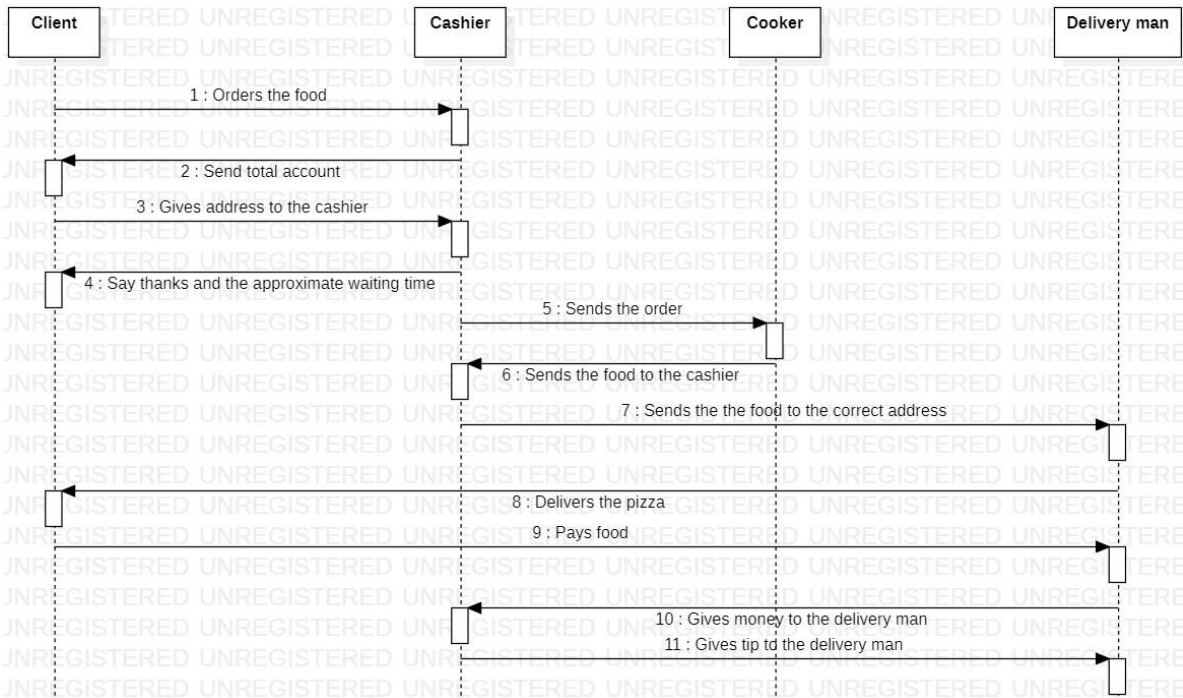 Client
Cashier
Cooker
Delivery man
1 : Orders the food
2 : Send total account
3 : Gives address to the cashier
4 : Say thanks and the approximate waiting time
5 : Sends the order
6 : Sends the food to the cashier
7 : Sends the the food to the correct address
8 : Delivers the pizza
9 : Pays food
10 : Gives money to the delivery man
11 : Gives tip to the delivery man
UNREGISTERED